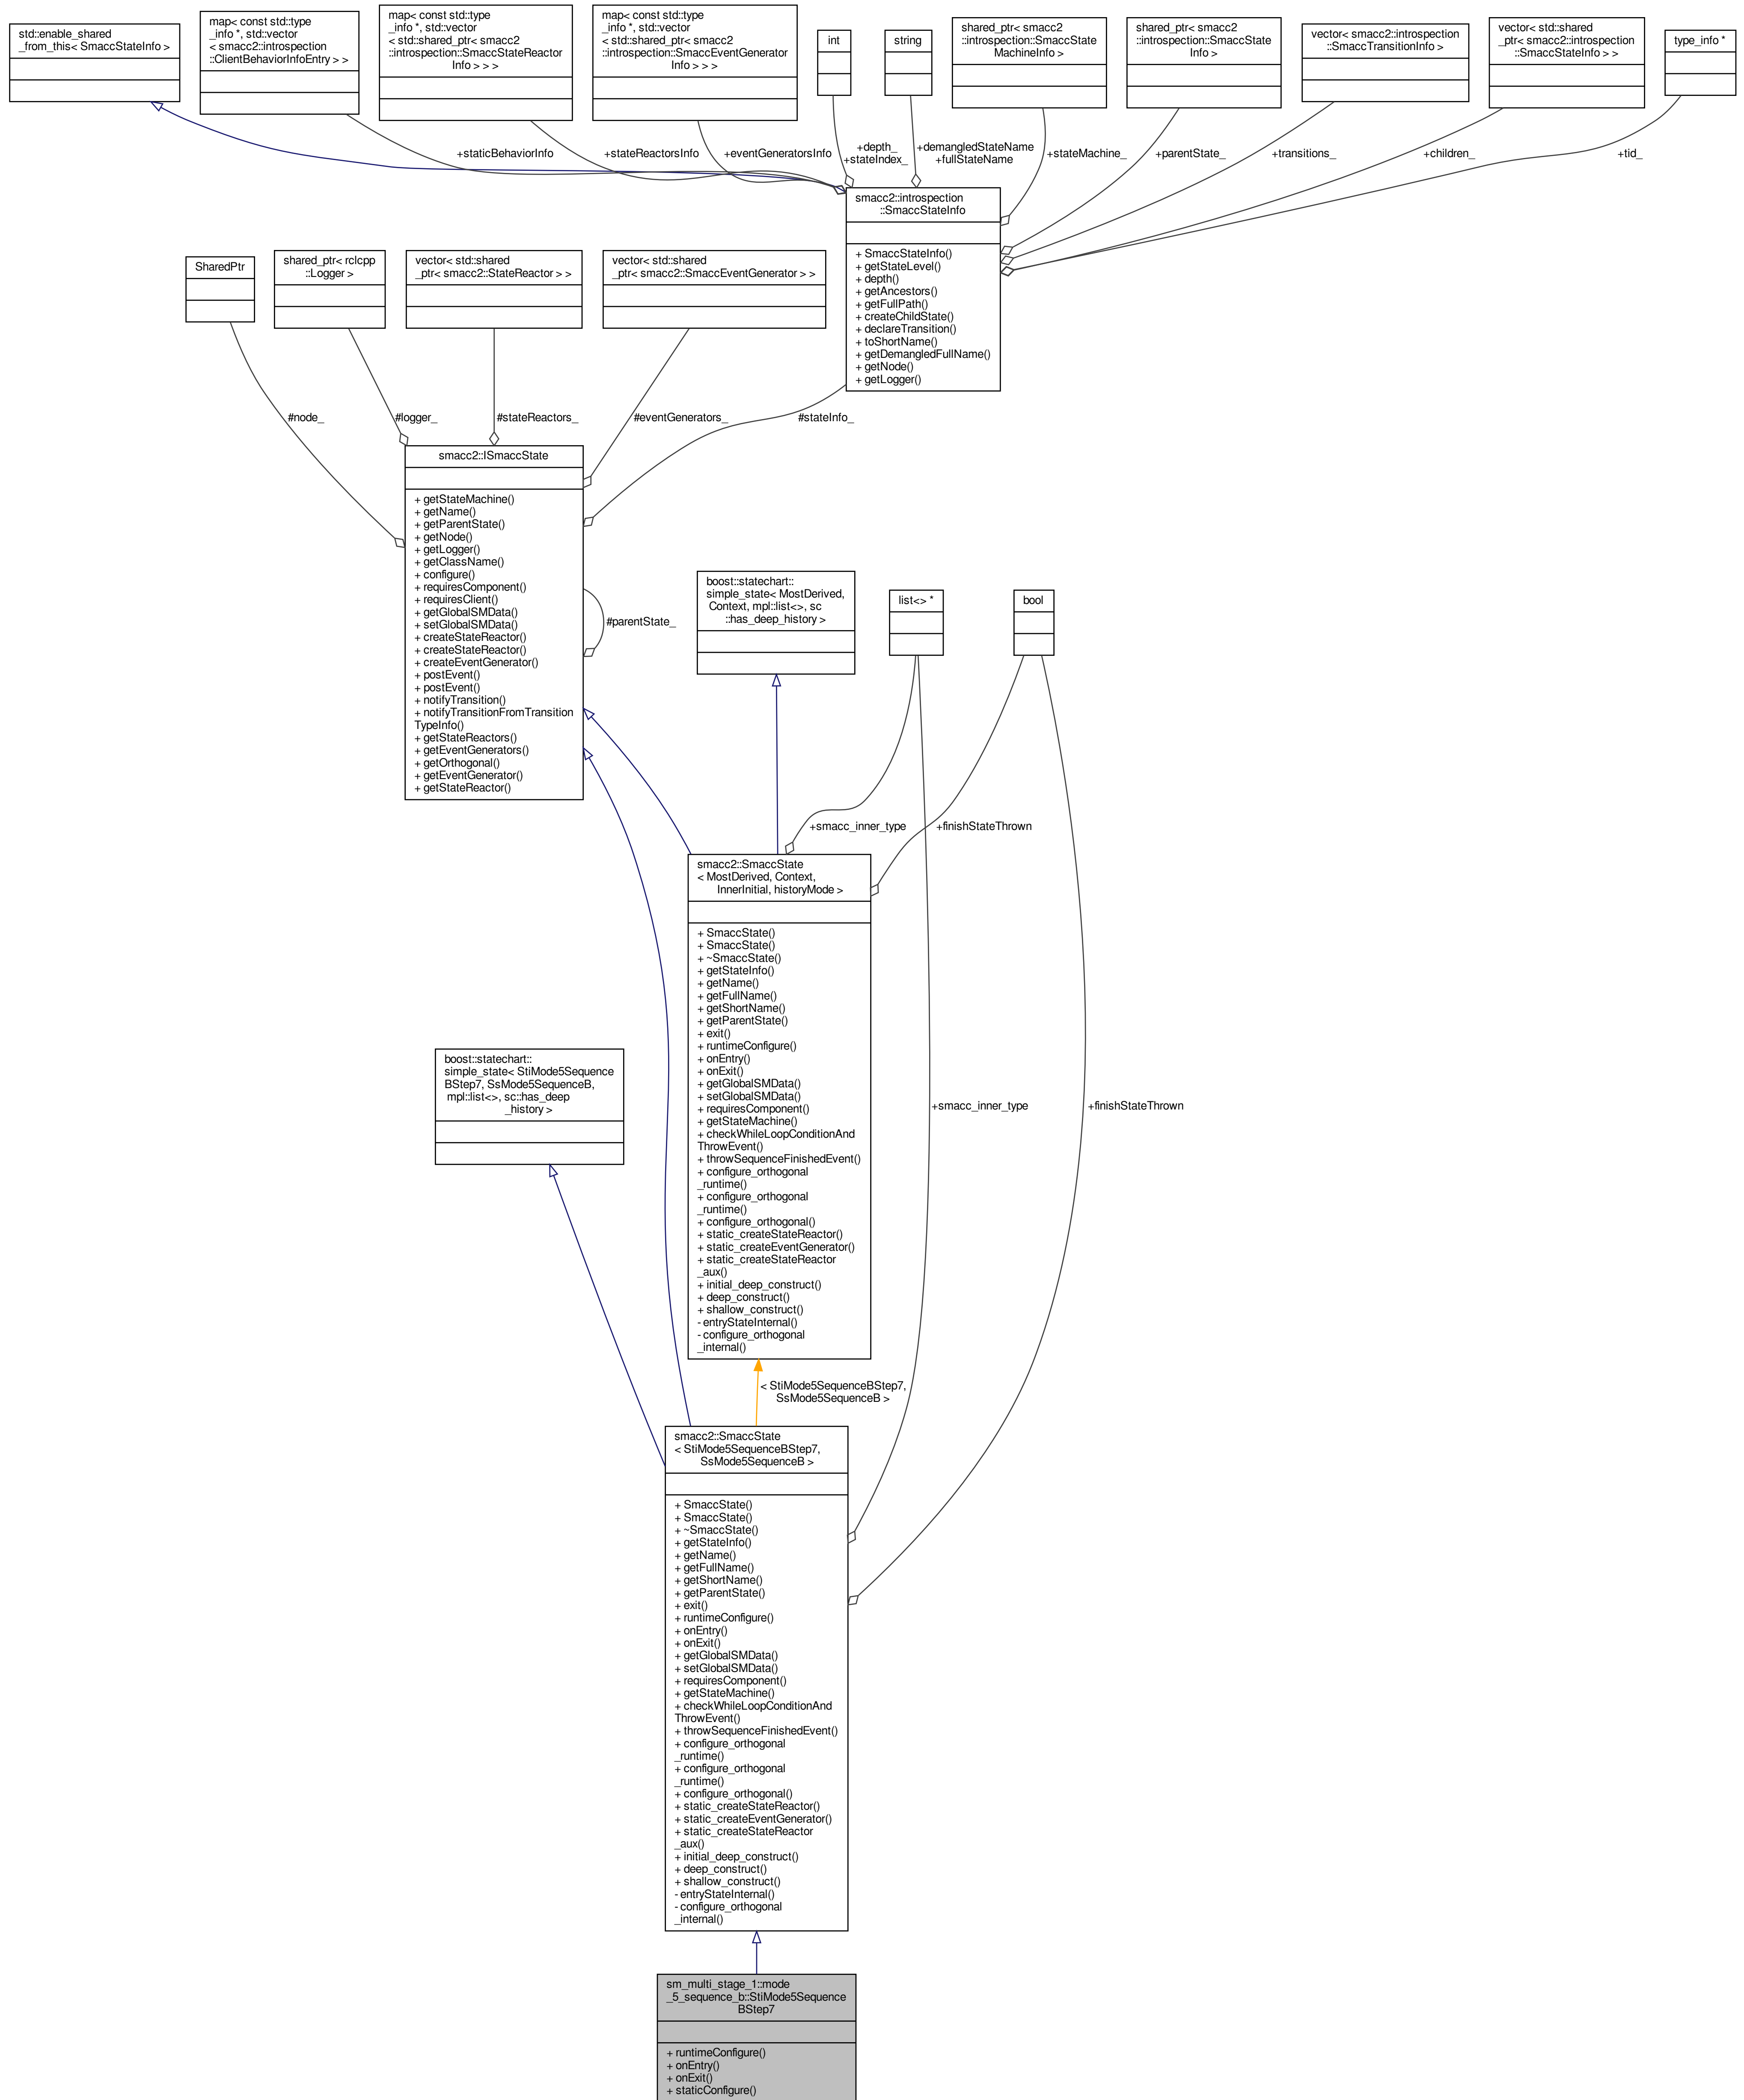 std::enable_shared
_from_this< SmaccStateInfo >
map< const std::type
_info *, std::vector
< smacc2::introspection
::ClientBehaviorInfoEntry > >
map< const std::type
_info *, std::vector
< std::shared_ptr< smacc2
::introspection::SmaccStateReactor
Info > > >
map< const std::type
_info *, std::vector
< std::shared_ptr< smacc2
::introspection::SmaccEventGenerator
Info > > >
int
string
shared_ptr< smacc2
::introspection::SmaccState
MachineInfo >
shared_ptr< smacc2
::introspection::SmaccState
Info >
vector< smacc2::introspection
::SmaccTransitionInfo >
vector< std::shared
_ptr< smacc2::introspection
::SmaccStateInfo > >
type_info *
+staticBehaviorInfo
+stateReactorsInfo
+eventGeneratorsInfo
+depth_
+stateIndex_
+demangledStateName
+fullStateName
+stateMachine_
+parentState_
+transitions_
+children_
+tid_
smacc2::introspection
::SmaccStateInfo
+ SmaccStateInfo()
+ getStateLevel()
+ depth()
+ getAncestors()
+ getFullPath()
+ createChildState()
+ declareTransition()
+ toShortName()
+ getDemangledFullName()
+ getNode()
+ getLogger()
SharedPtr
shared_ptr< rclcpp
::Logger >
vector< std::shared
_ptr< smacc2::StateReactor > >
vector< std::shared
_ptr< smacc2::SmaccEventGenerator > >
#node_
#logger_
#stateReactors_
#eventGenerators_
#stateInfo_
smacc2::ISmaccState
+ getStateMachine()
+ getName()
+ getParentState()
+ getNode()
+ getLogger()
+ getClassName()
+ configure()
+ requiresComponent()
+ requiresClient()
+ getGlobalSMData()
+ setGlobalSMData()
+ createStateReactor()
+ createStateReactor()
+ createEventGenerator()
+ postEvent()
+ postEvent()
+ notifyTransition()
+ notifyTransitionFromTransition
TypeInfo()
+ getStateReactors()
+ getEventGenerators()
+ getOrthogonal()
+ getEventGenerator()
+ getStateReactor()
#parentState_
boost::statechart::
simple_state< MostDerived,
Context, mpl::list<>, sc
::has_deep_history >
list<> *
bool
+smacc_inner_type
+finishStateThrown
smacc2::SmaccState
< MostDerived, Context,
InnerInitial, historyMode >
+ SmaccState()
+ SmaccState()
+ ~SmaccState()
+ getStateInfo()
+ getName()
+ getFullName()
+ getShortName()
+ getParentState()
+ exit()
+ runtimeConfigure()
+ onEntry()
+ onExit()
+ getGlobalSMData()
+ setGlobalSMData()
+ requiresComponent()
+ getStateMachine()
+ checkWhileLoopConditionAnd
ThrowEvent()
+ throwSequenceFinishedEvent()
+ configure_orthogonal
_runtime()
+ configure_orthogonal
_runtime()
+ configure_orthogonal()
+ static_createStateReactor()
+ static_createEventGenerator()
+ static_createStateReactor
_aux()
+ initial_deep_construct()
+ deep_construct()
+ shallow_construct()
- entryStateInternal()
- configure_orthogonal
_internal()
boost::statechart::
simple_state< StiMode5Sequence
BStep7, SsMode5SequenceB,
mpl::list<>, sc::has_deep
_history >
+smacc_inner_type
+finishStateThrown
< StiMode5SequenceBStep7,
SsMode5SequenceB >
smacc2::SmaccState
< StiMode5SequenceBStep7,
SsMode5SequenceB >
+ SmaccState()
+ SmaccState()
+ ~SmaccState()
+ getStateInfo()
+ getName()
+ getFullName()
+ getShortName()
+ getParentState()
+ exit()
+ runtimeConfigure()
+ onEntry()
+ onExit()
+ getGlobalSMData()
+ setGlobalSMData()
+ requiresComponent()
+ getStateMachine()
+ checkWhileLoopConditionAnd
ThrowEvent()
+ throwSequenceFinishedEvent()
+ configure_orthogonal
_runtime()
+ configure_orthogonal
_runtime()
+ configure_orthogonal()
+ static_createStateReactor()
+ static_createEventGenerator()
+ static_createStateReactor
_aux()
+ initial_deep_construct()
+ deep_construct()
+ shallow_construct()
- entryStateInternal()
- configure_orthogonal
_internal()
sm_multi_stage_1::mode
_5_sequence_b::StiMode5Sequence
BStep7
+ runtimeConfigure()
+ onEntry()
+ onExit()
+ staticConfigure()